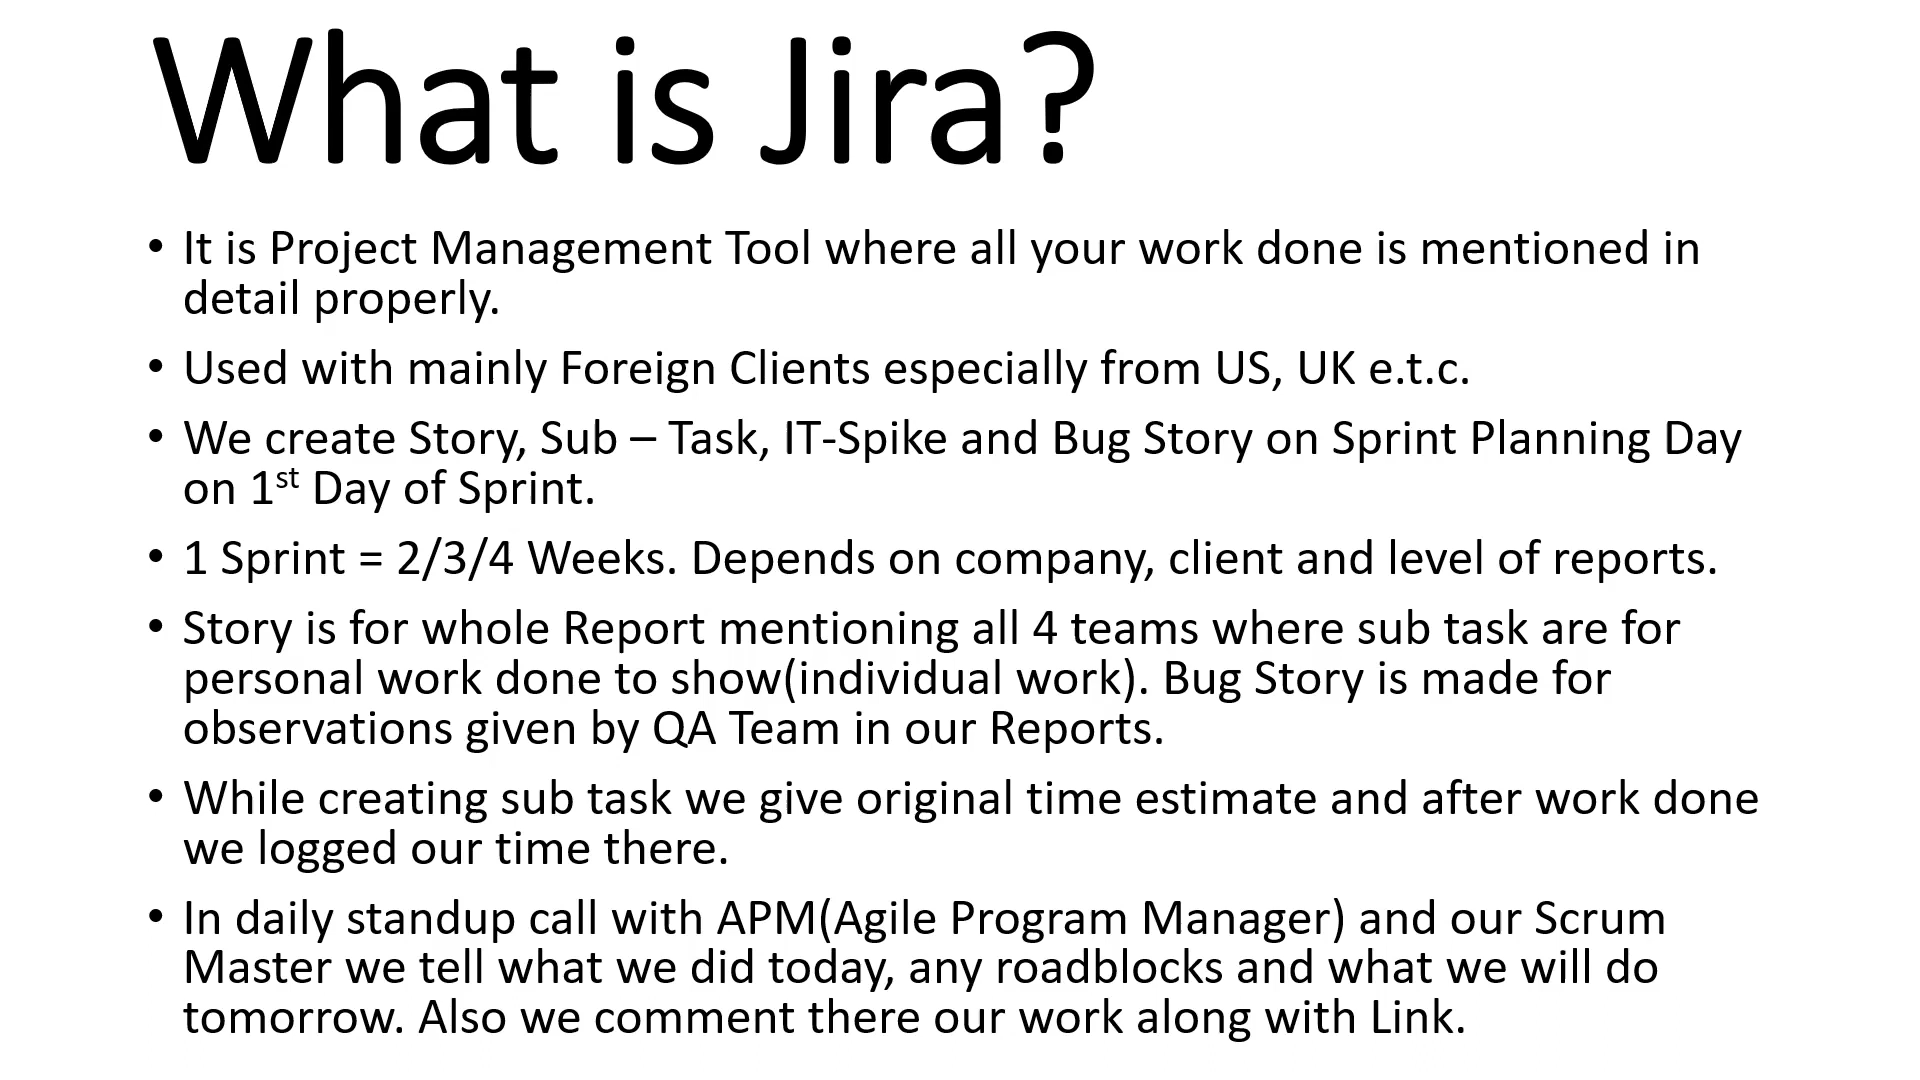 What is Jira?
• It is Project Management Tool where all your work done is mentioned in
detail properly.
• Used with mainly Foreign Clients especially from US, UK e.t.c.
• We create Story, Sub – Task, IT-Spike and Bug Story on Sprint Planning Day
on 1st Day of Sprint.
• 1 Sprint = 2/3/4 Weeks. Depends on company, client and level of reports.
• Story is for whole Report mentioning all 4 teams where sub task are for
personal work done to show(individual work). Bug Story is made for
observations given by QA Team in our Reports.
• While creating sub task we give original time estimate and after work done
we logged our time there.
• In daily standup call with APM(Agile Program Manager) and our Scrum
Master we tell what we did today, any roadblocks and what we will do
tomorrow. Also we comment there our work along with Link.